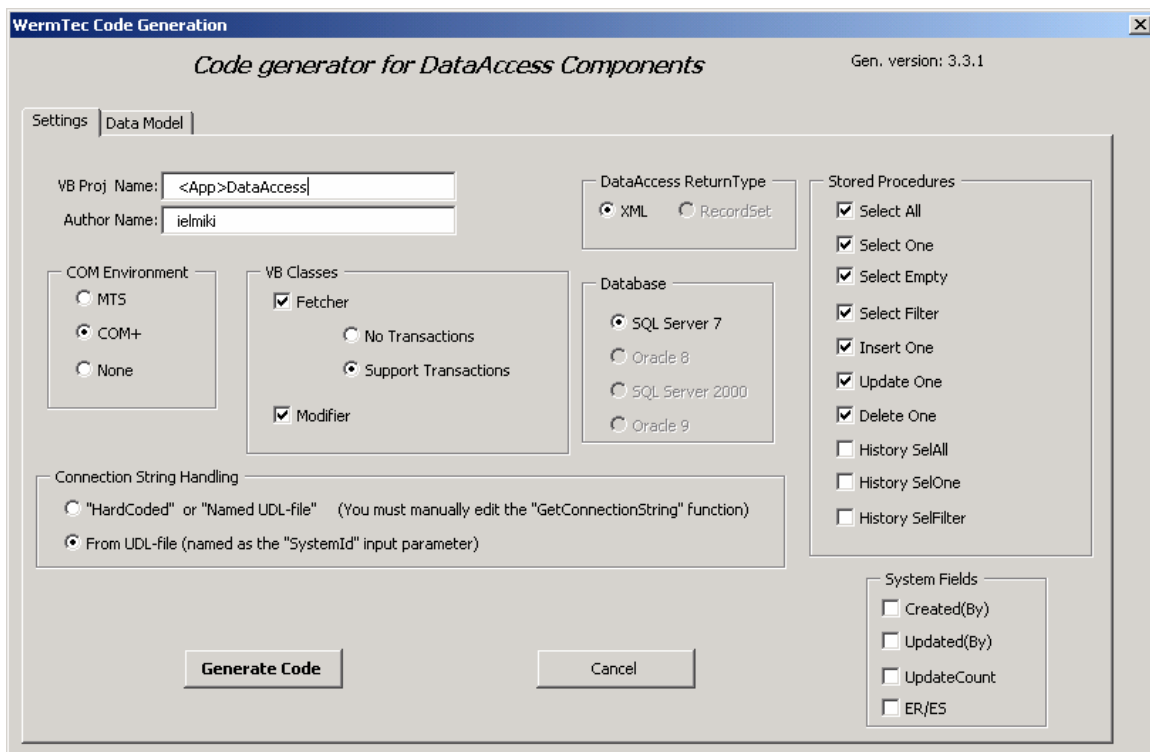 WermTec Code Generation
Code generator for DataAccess Components
Gen. version: 3.3.1
Settings
Data Model
VB Proj Name: <App>DataAccess
Author Name: ielmiki
DataAccess ReturnType
XML
RecordSet
Stored Procedures
Select All
Select One
Select Empty
Select Filter
Insert One
Update One
Delete One
History SelAll
History SelOne
History SelFilter
COM Environment
MTS
COM+
None
VB Classes
Fetcher
No Transactions
Support Transactions
Modifier
Database
SQL Server 7
Oracle 8
SQL Server 2000
Oracle 9
Connection String Handling
"HardCoded" or "Named UDL-file" (You must manually edit the "GetConnectionString" function)
From UDL-file (named as the "SystemId" input parameter)
System Fields
Created(By)
Updated(By)
UpdateCount
ER/ES
Generate Code
Cancel